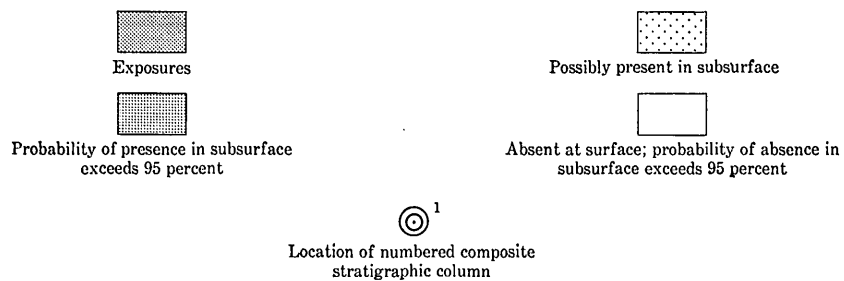 Exposures
Possibly present in subsurface
Probability of presence in subsurface
exceeds 95 percent
Absent at surface; probability of absence in
subsurface exceeds 95 percent
1
Location of numbered composite
stratigraphic column